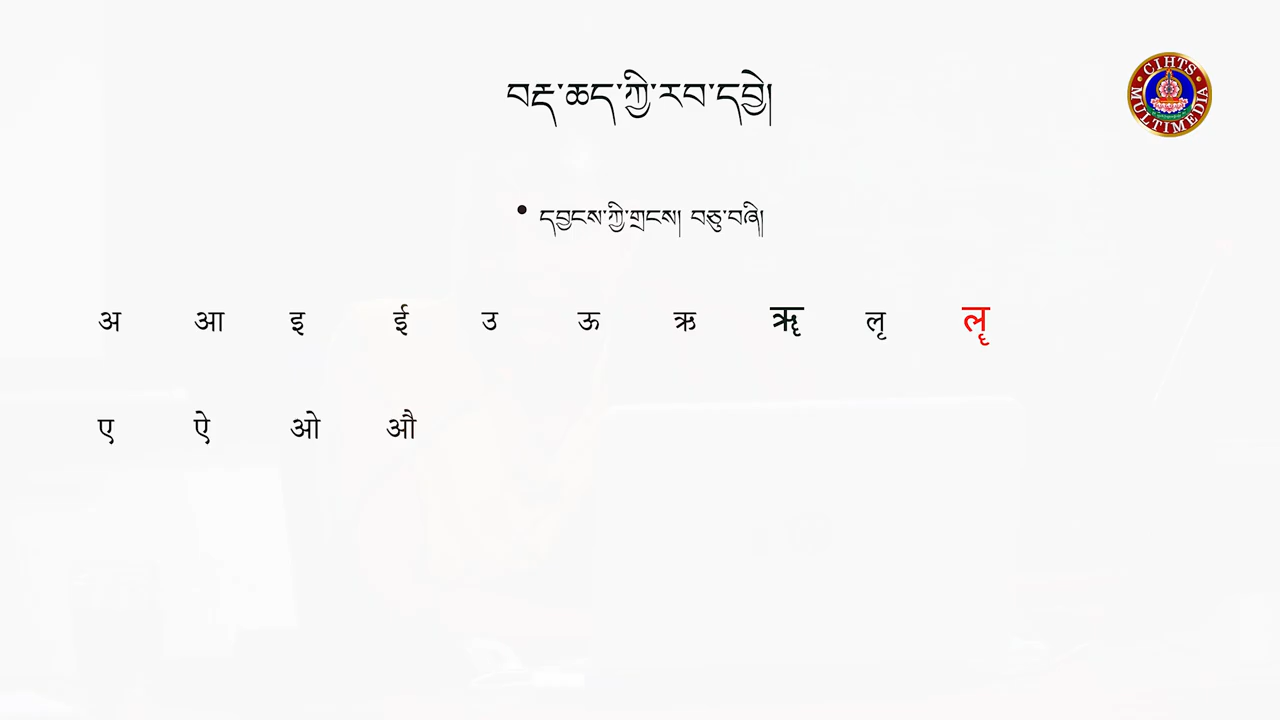 བརྡ་ཆད་ཀྱི་རབ་དབྱེ།
CIHTS MULTIMEDIA
• དབྱངས་ཀྱི་གྲངས། བཅུ་བཞི།
अ आ इ ई उ ऊ ऋ ॠ ऌ ॡ
ए ऐ ओ औ